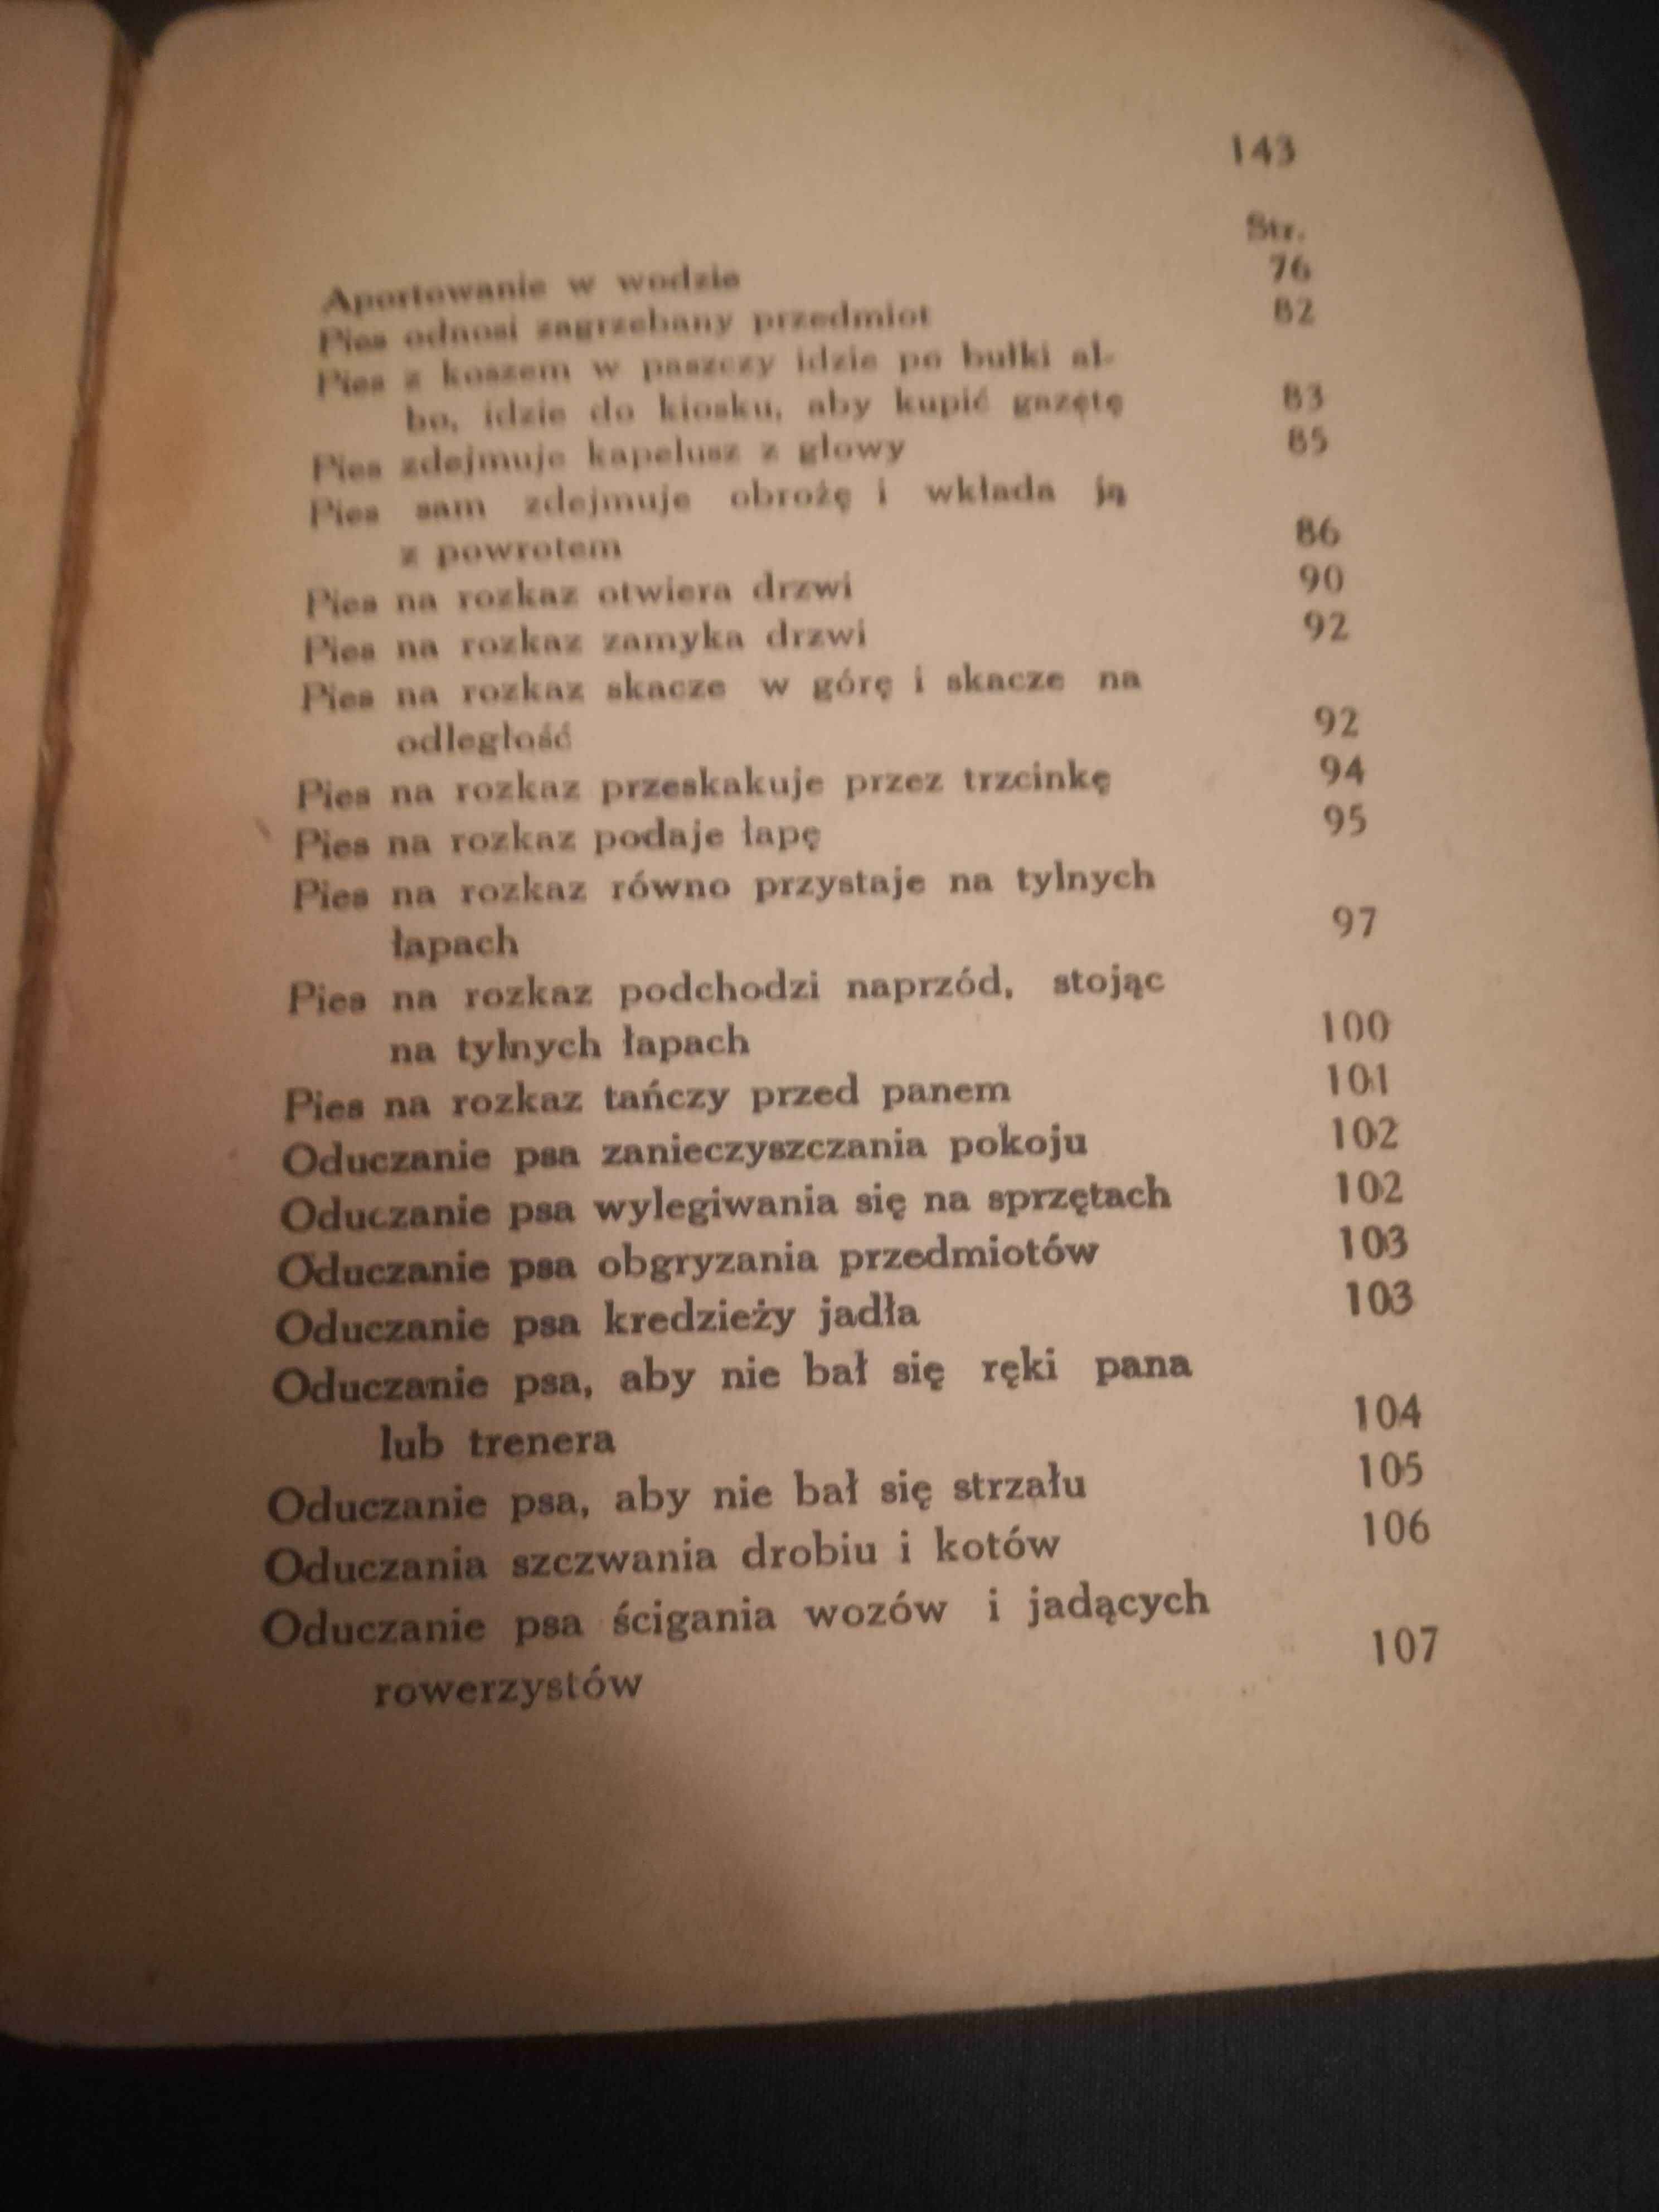 143
Str.
Aportowanie w wodzie 76
Pies odnosi zagrzebany przedmiot 82
Pies z koszem w paszczy idzie po bułki al-
bo, idzie do kiosku, aby kupić gazętę 83
Pies zdejmuje kapelusz z głowy 85
Pies sam zdejmuje obrożę i wkłada ją
z powrotem 86
Pies na rozkaz otwiera drzwi 90
Pies na rozkaz zamyka drzwi 92
Pies na rozkaz skacze w górę i skacze na
odległość 92
Pies na rozkaz przeskakuje przez trzcinkę 94
Pies na rozkaz podaje łapę 95
Pies na rozkaz równo przystaje na tylnych
łapach 97
Pies na rozkaz podchodzi naprzód, stojąc
na tylnych łapach 100
Pies na rozkaz tańczy przed panem 101
Oduczanie psa zanieczyszczania pokoju 102
Oduczanie psa wylegiwania się na sprzętach 102
Oduczanie psa obgryzania przedmiotów 103
Oduczanie psa kredzieży jadła 103
Oduczanie psa, aby nie bał się ręki pana
lub trenera 104
Oduczanie psa, aby nie bał się strzału 105
Oduczania szczwania drobiu i kotów 106
Oduczanie psa ścigania wozów i jadących
rowerzystów 107